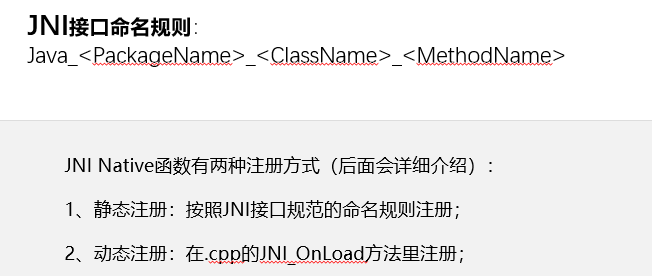 JNI接口命名规则:
Java_<PackageName>_<ClassName>_<MethodName>
JNI Native函数有两种注册方式（后面会详细介绍）：
1、静态注册：按照JNI接口规范的命名规则注册；
2、动态注册：在.cpp的JNI_OnLoad方法里注册；